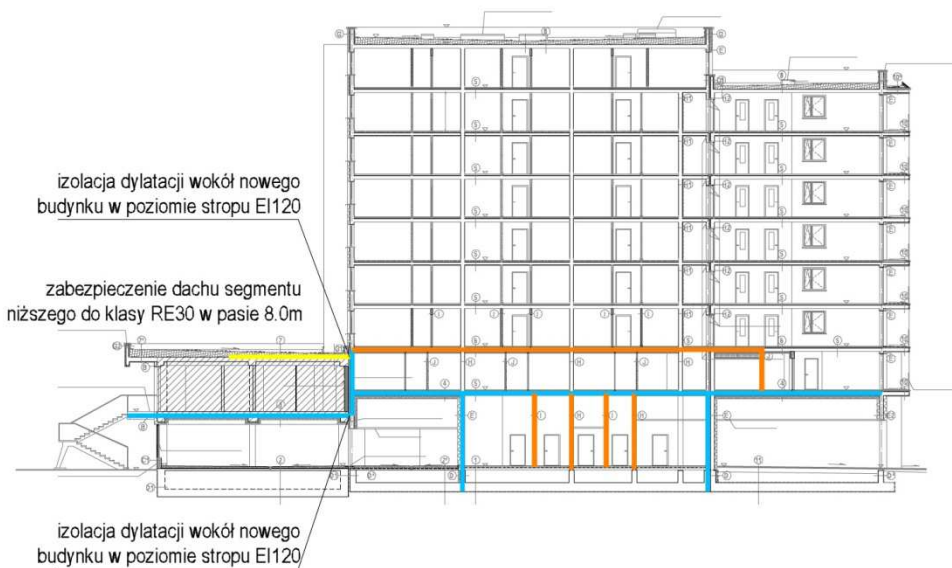 izolacja dylatacji wokół nowego
budynku w poziomie stropu EI120
zabezpieczenie dachu segmentu
niższego do klasy RE30 w pasie 8.0m
izolacja dylatacji wokół nowego
budynku w poziomie stropu EI120